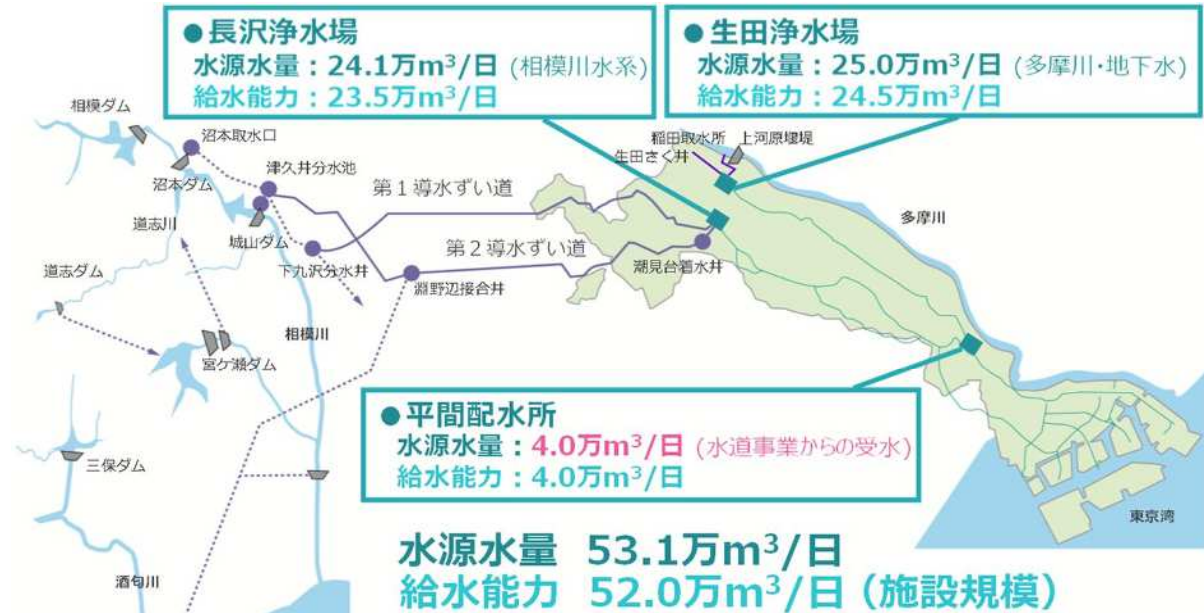 ●長沢浄水場
水源水量：24.1万m³/日 (相模川水系)
給水能力：23.5万m³/日
●生田浄水場
水源水量：25.0万m³/日 (多摩川・地下水)
給水能力：24.5万m³/日
相模ダム
沼本取水口
沼本ダム
津久井分水池
道志川
城山ダム
道志ダム
下九沢分水井
第１導水ずい道
第２導水ずい道
淵野辺接合井
稲田取水所
上河原堰堤
生田さく井
多摩川
潮見台着水井
相模川
宮ケ瀬ダム
三保ダム
酒匂川
●平間配水所
水源水量：4.0万m³/日 (水道事業からの受水)
給水能力：4.0万m³/日
東京湾
水源水量 53.1万m³/日
給水能力 52.0万m³/日 (施設規模)